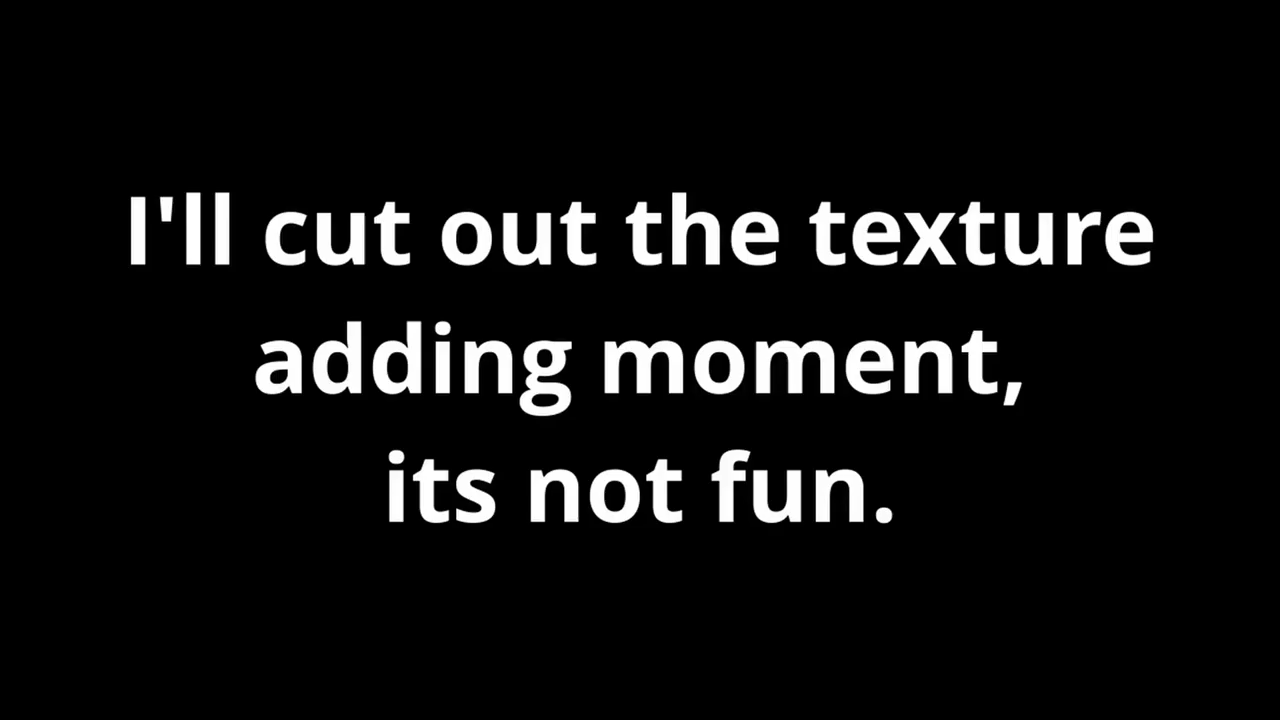 I'll cut out the texture
adding moment,
its not fun.